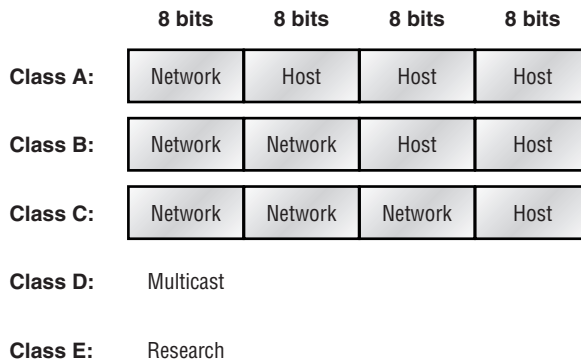 8 bits 8 bits 8 bits 8 bits
Class A: Network Host Host Host
Class B: Network Network Host Host
Class C: Network Network Network Host
Class D: Multicast
Class E: Research